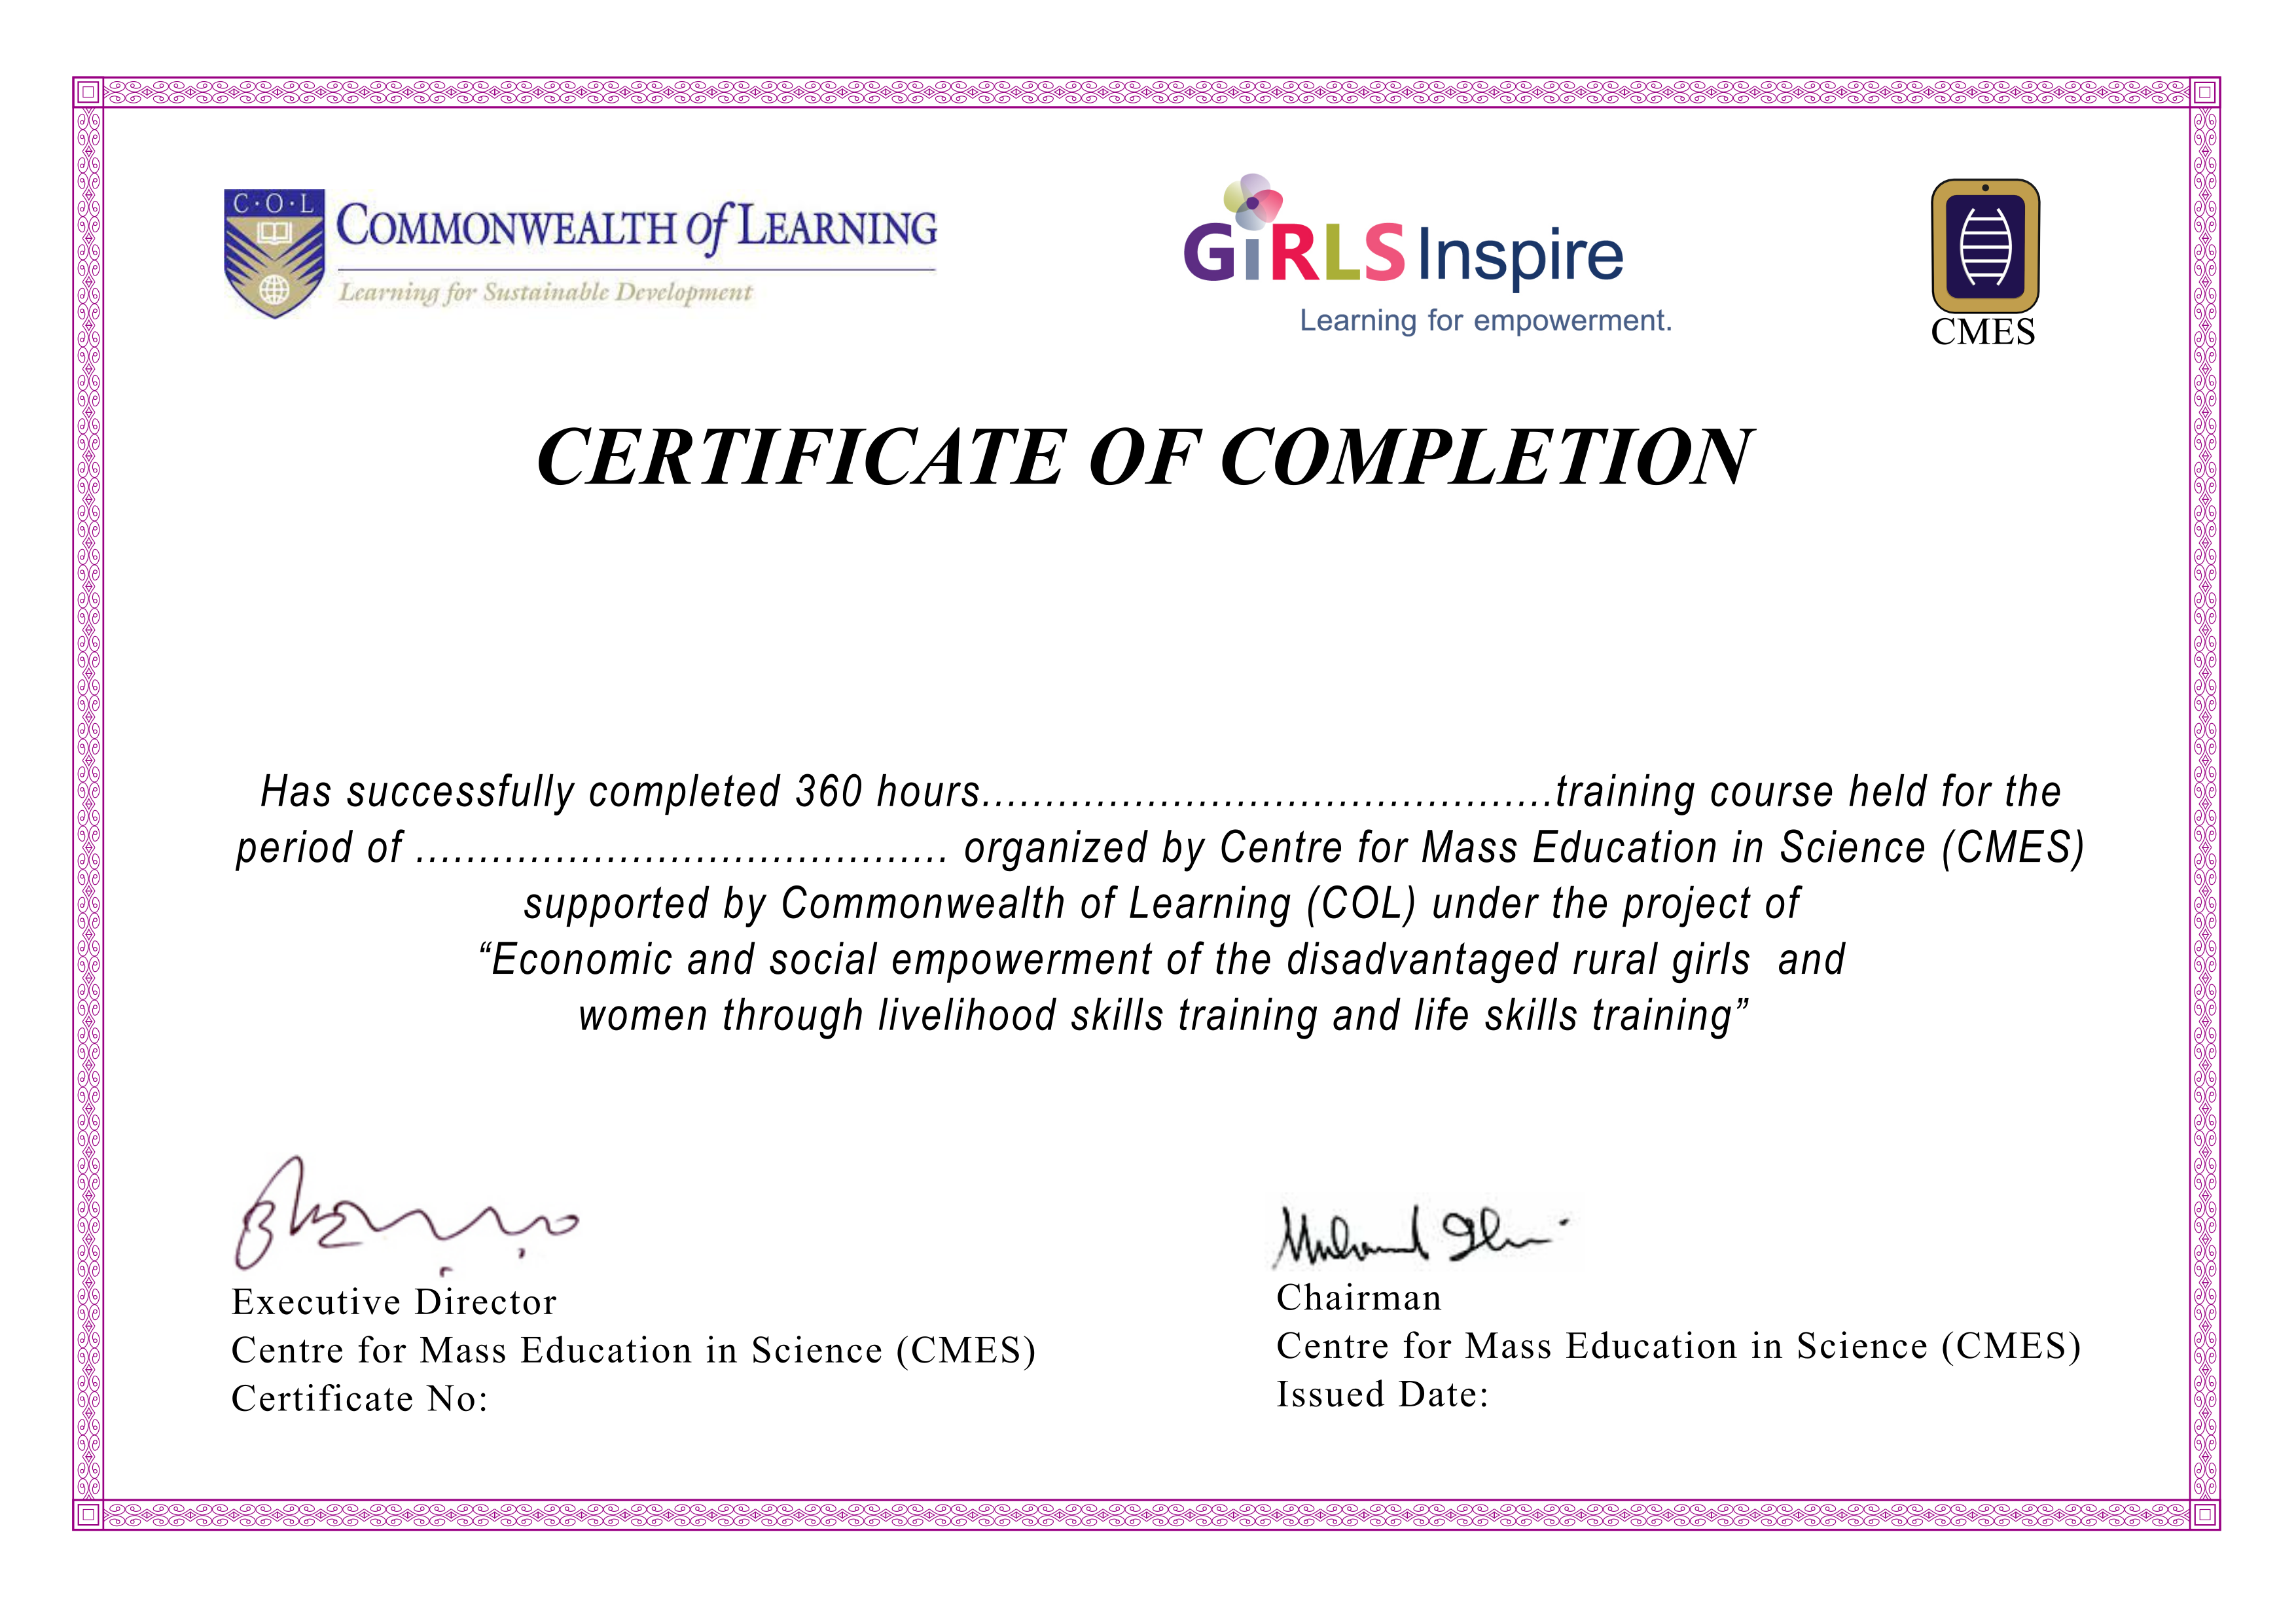 C·O·L
COMMONWEALTH of LEARNING
Learning for Sustainable Development
GiRLS Inspire
Learning for empowerment.
CMES
CERTIFICATE OF COMPLETION
Has successfully completed 360 hours.............................................training course held for the
period of .......................................... organized by Centre for Mass Education in Science (CMES)
supported by Commonwealth of Learning (COL) under the project of
“Economic and social empowerment of the disadvantaged rural girls and
women through livelihood skills training and life skills training”
Executive Director
Centre for Mass Education in Science (CMES)
Certificate No:
Chairman
Centre for Mass Education in Science (CMES)
Issued Date: